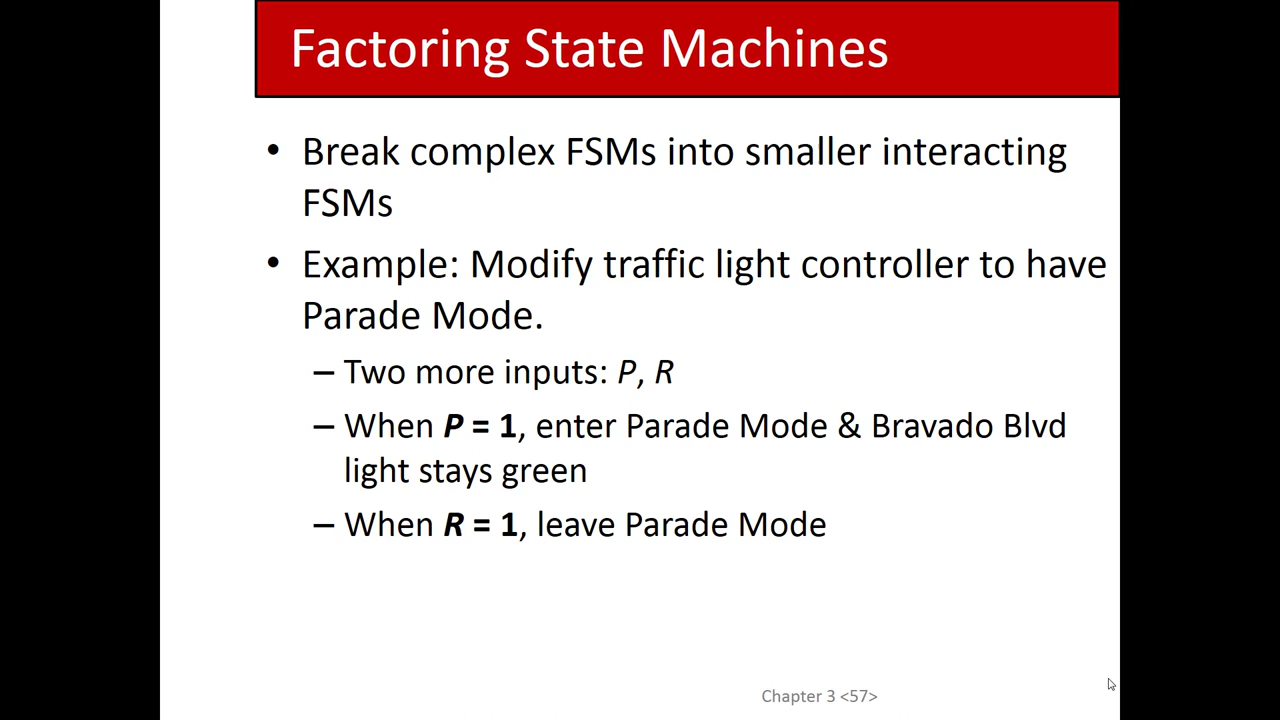 Factoring State Machines
• Break complex FSMs into smaller interacting
FSMs
• Example: Modify traffic light controller to have
Parade Mode.
– Two more inputs: P, R
– When P = 1, enter Parade Mode & Bravado Blvd
light stays green
– When R = 1, leave Parade Mode
Chapter 3 <57>